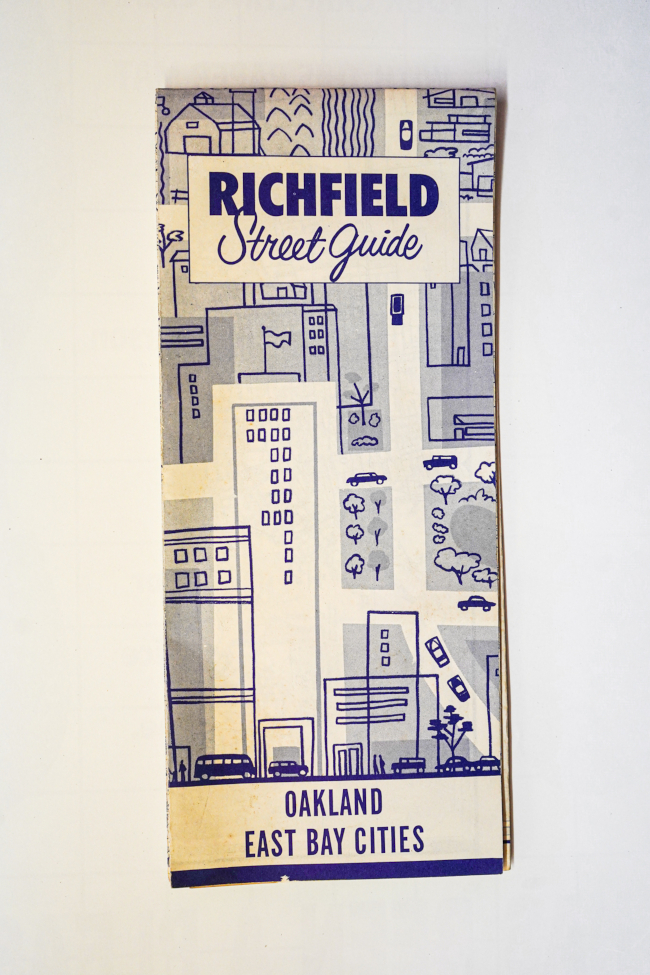 RICHFIELD
Street Guide
OAKLAND
EAST BAY CITIES